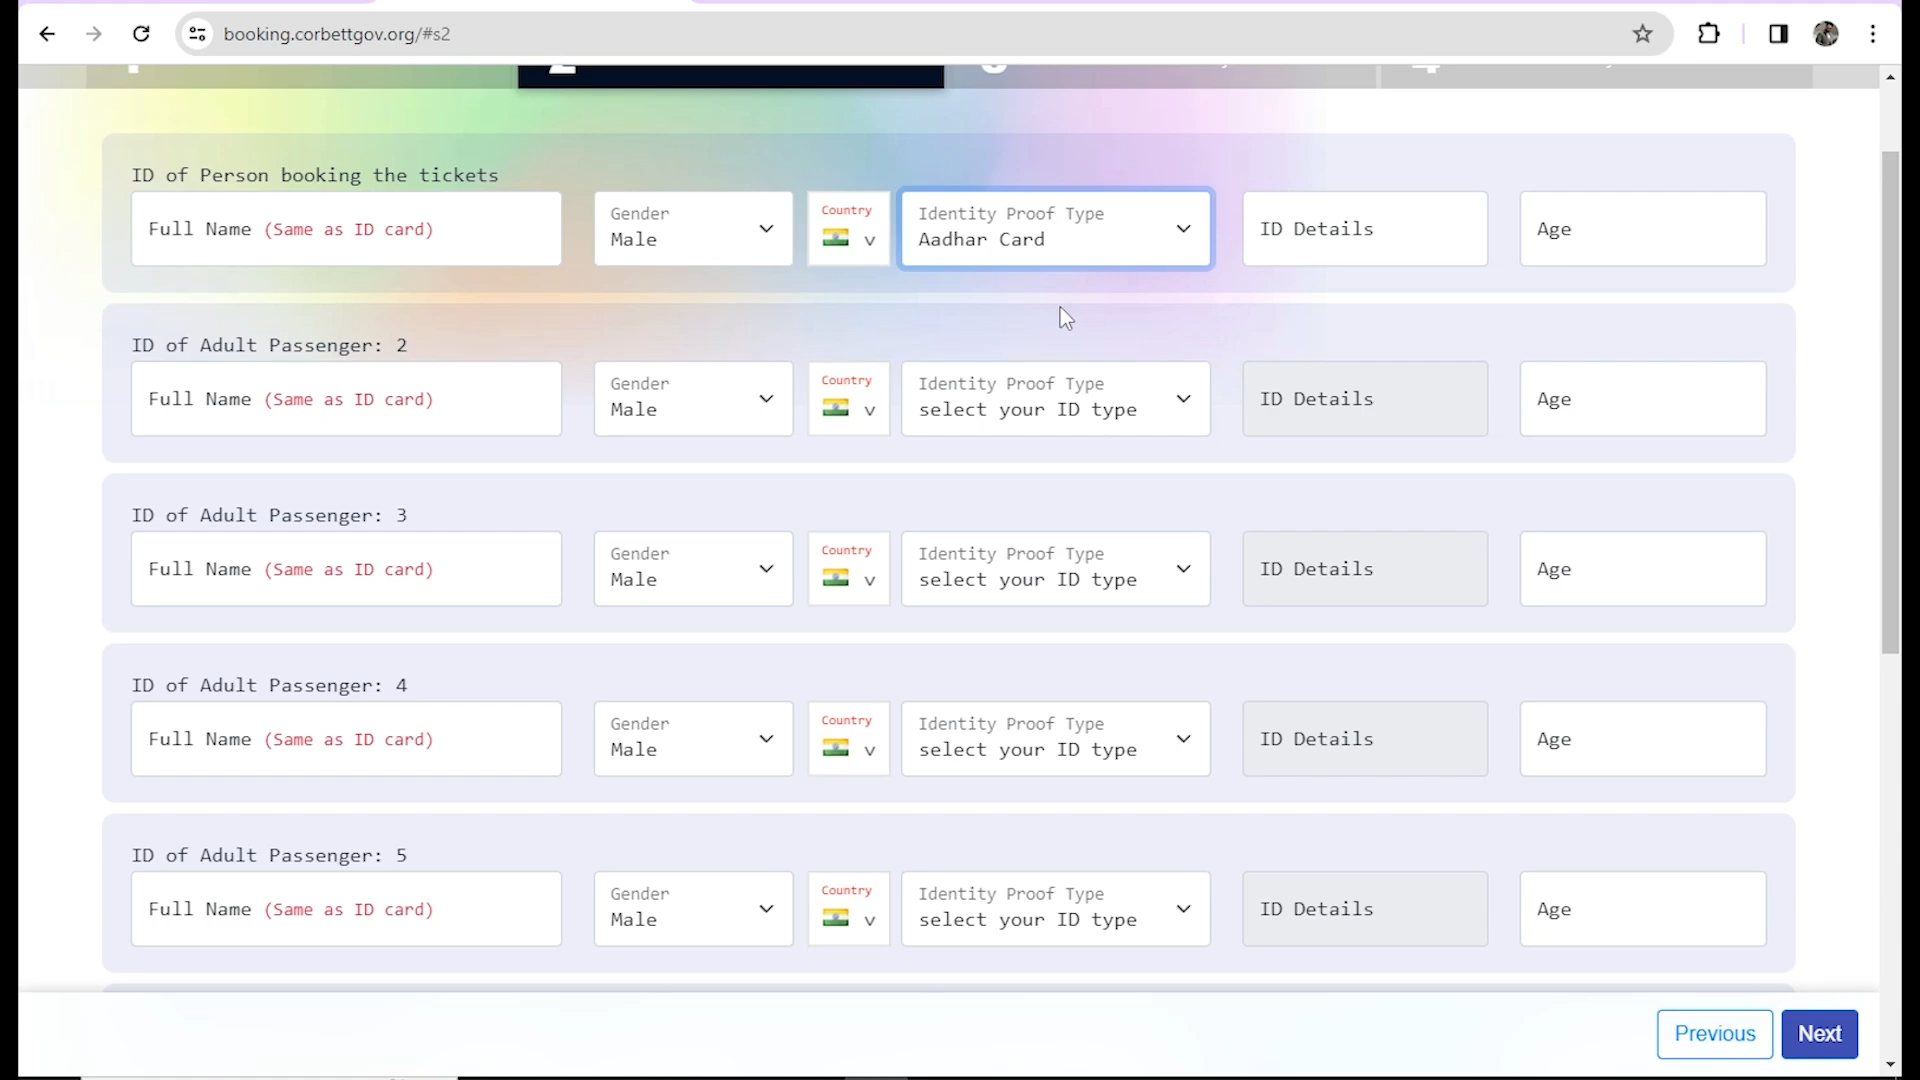 booking.corbettgov.org/#s2
ID of Person booking the tickets
Full Name (Same as ID card)
Gender
Male
Country
v
Identity Proof Type
Aadhar Card
ID Details
Age
ID of Adult Passenger: 2
Full Name (Same as ID card)
Gender
Male
Country
v
Identity Proof Type
select your ID type
ID Details
Age
ID of Adult Passenger: 3
Full Name (Same as ID card)
Gender
Male
Country
v
Identity Proof Type
select your ID type
ID Details
Age
ID of Adult Passenger: 4
Full Name (Same as ID card)
Gender
Male
Country
v
Identity Proof Type
select your ID type
ID Details
Age
ID of Adult Passenger: 5
Full Name (Same as ID card)
Gender
Male
Country
v
Identity Proof Type
select your ID type
ID Details
Age
Previous
Next